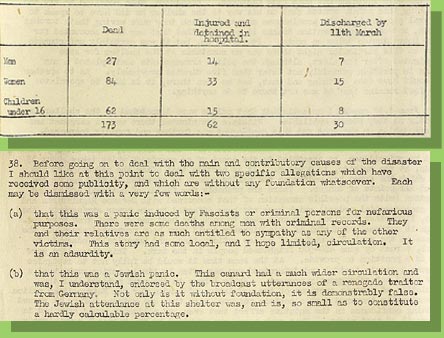 Dead Injured and detained in hospital. Discharged by 11th March
Men 27 14 7
Women 84 33 15
Children under 16 62 15 8
173 62 30
38. Before going on to deal with the main and contributory causes of the disaster
I should like at this point to deal with two specific allegations which have
received some publicity, and which are without any foundation whatsoever. Each
may be dismissed with a very few words:-
(a) that this was a panic induced by Fascists or criminal persons for nefarious
purposes. There were some deaths among men with criminal records. They
and their relatives are as much entitled to sympathy as any of the other
victims. This story had some local, and I hope limited, circulation. It
is an absurdity.
(b) that this was a Jewish panic. This canard had a much wider circulation and
was, I understand, endorsed by the broadcast utterances of a renegade traitor
from Germany. Not only is it without foundation, it is demonstrably false.
The Jewish attendance at this shelter was, and is, so small as to constitute
a hardly calculable percentage.